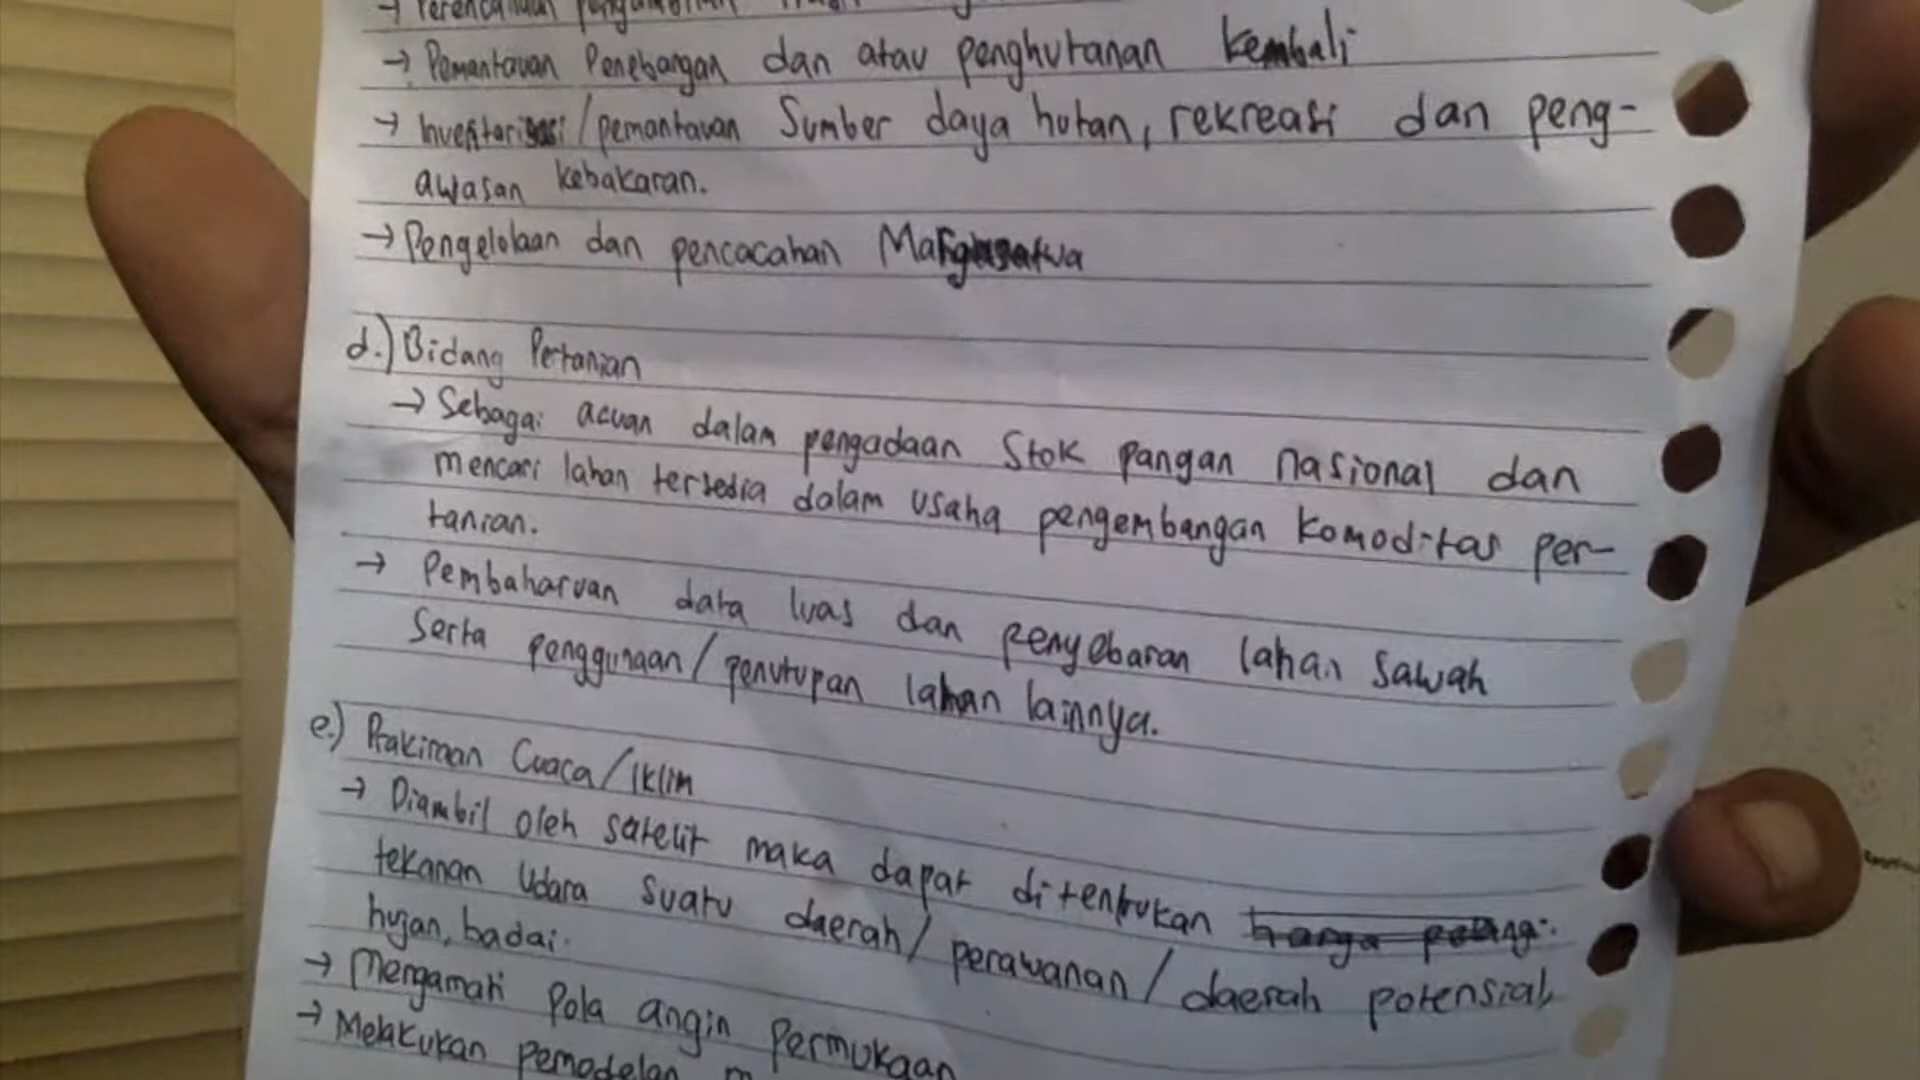 → Perencanaan
→ Pemantauan Penebangan dan atau penghutanan kembali
→ Inventarisasi/pemantauan Sumber daya hutan, rekreasi dan peng-
awasan kebakaran.
→ Pengelolaan dan pencacahan Margasatwa
d.) Bidang Pertanian
→ Sebagai acuan dalam pengadaan Stok pangan nasional dan
mencari lahan tersedia dalam usaha pengembangan komoditas per-
tanian.
→ Pembaharuan data luas dan penyebaran lahan sawah
serta penggunaan/penutupan lahan lainnya.
e.) Prakiraan Cuaca/Iklim
→ Diambil oleh satelit maka dapat ditentukan
tekanan udara suatu daerah/perawanan/daerah potensial,
hujan, badai.
→ Mengamati pola angin permukaan
→ Melakukan pemodelan